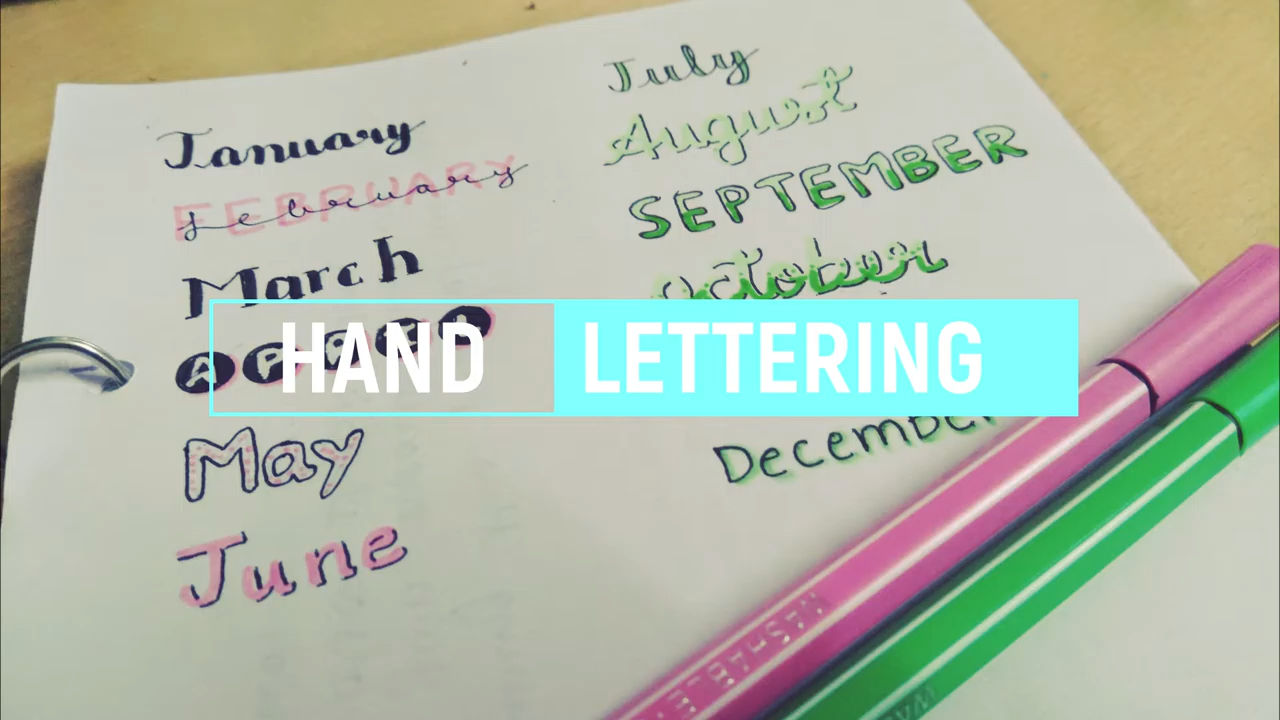 January
FEBRUARY
february
March
APRIL
May
June
July
August
SEPTEMBER
October
December
HAND LETTERING
WASHABLE